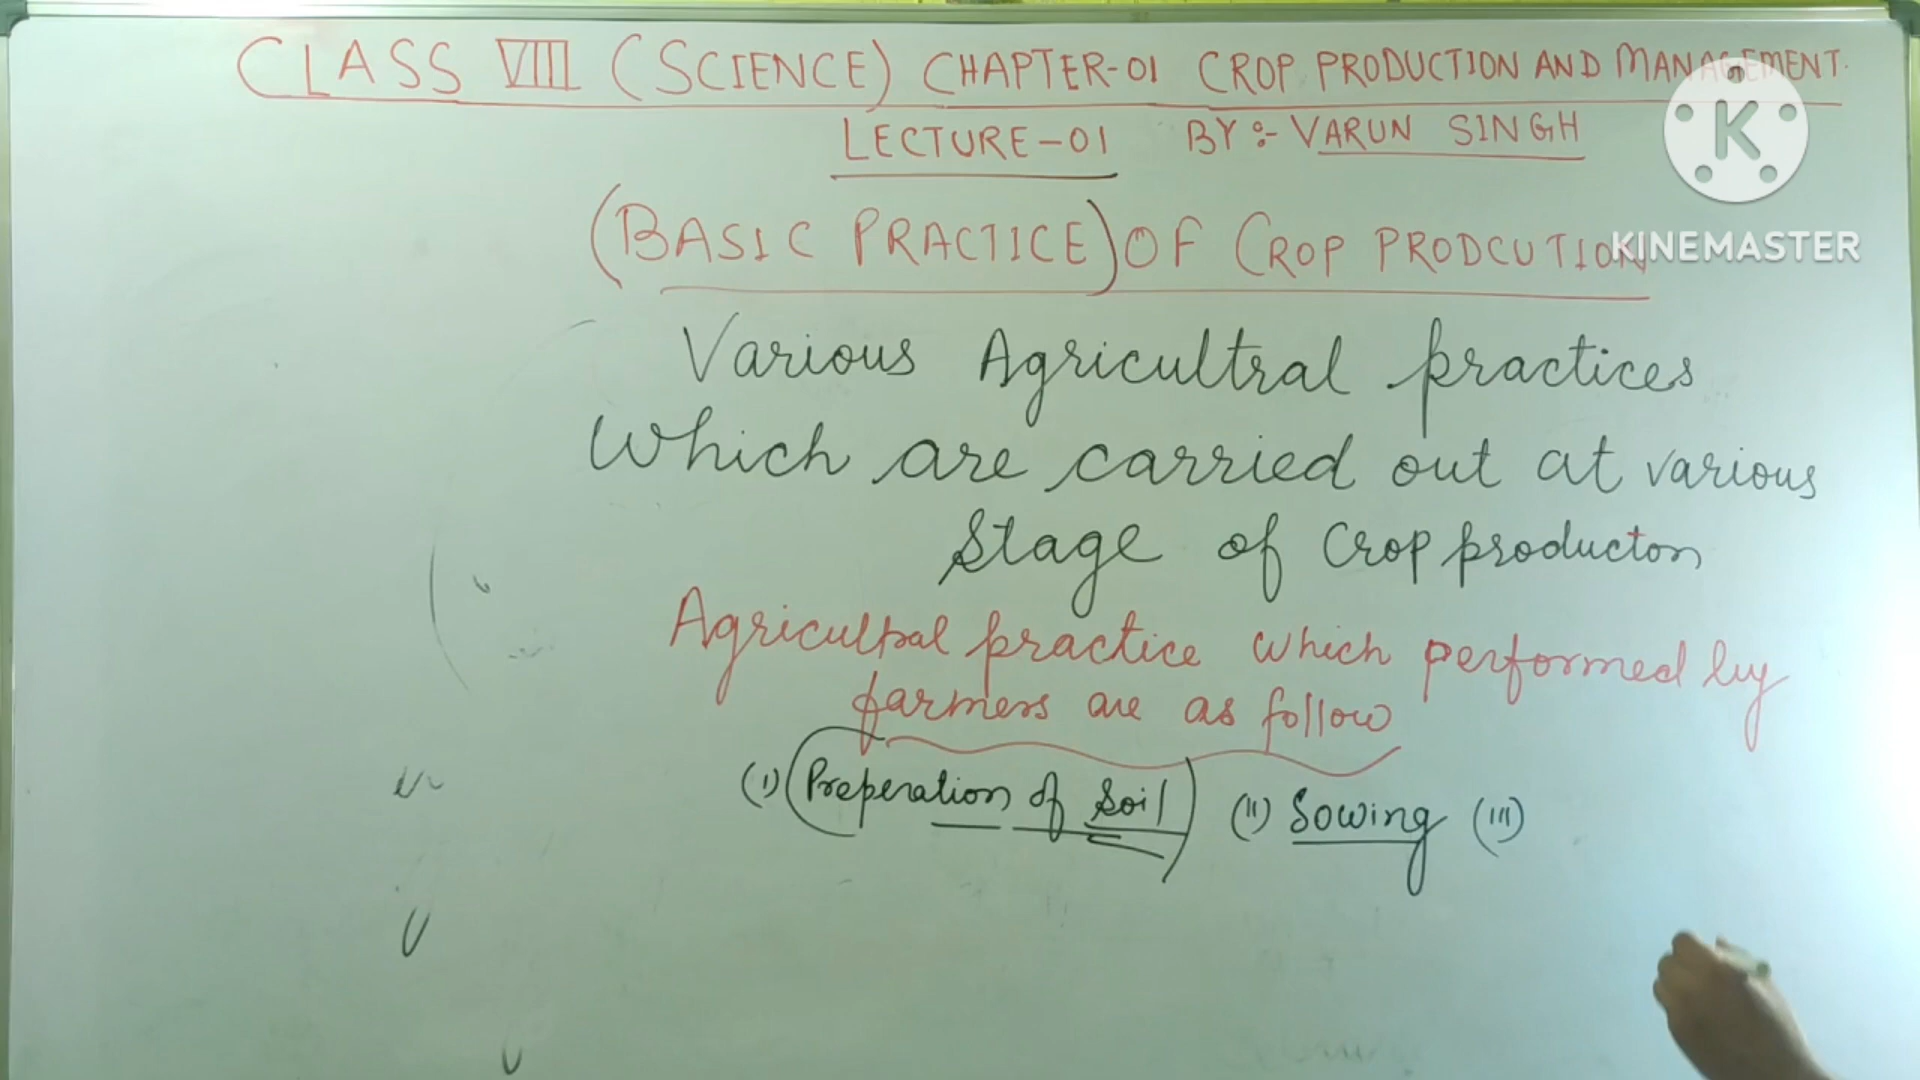 CLASS VIII (SCIENCE) CHAPTER-01 CROP PRODUCTION AND MANAGEMENT.
LECTURE-01 BY:- VARUN SINGH
(BASIC PRACTICE) OF CROP PRODCUTION
K
KINEMASTER
Various Agricultral practices
Which are carried out at various
Stage of Crop producton
Agricultral practice which performed by
farmers are as follow
(I) (Preperation of Soil) (II) Sowing (III)